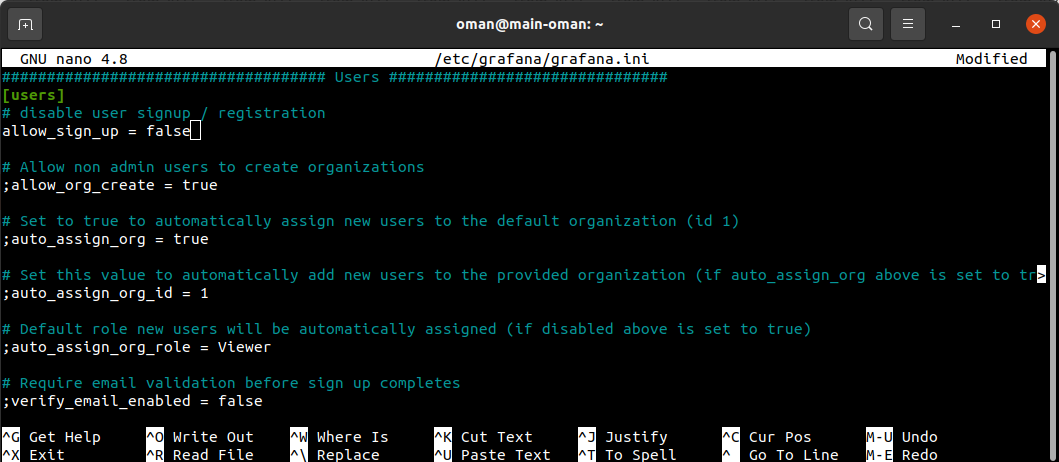 oman@main-oman: ~
GNU nano 4.8 /etc/grafana/grafana.ini Modified
#################################### Users ###############################
[users]
# disable user signup / registration
allow_sign_up = false

# Allow non admin users to create organizations
;allow_org_create = true

# Set to true to automatically assign new users to the default organization (id 1)
;auto_assign_org = true

# Set this value to automatically add new users to the provided organization (if auto_assign_org above is set to tr>
;auto_assign_org_id = 1

# Default role new users will be automatically assigned (if disabled above is set to true)
;auto_assign_org_role = Viewer

# Require email validation before sign up completes
;verify_email_enabled = false

^G Get Help ^O Write Out ^W Where Is ^K Cut Text ^J Justify ^C Cur Pos M-U Undo
^X Exit ^R Read File ^\ Replace ^U Paste Text ^T To Spell ^ Go To Line M-E Redo